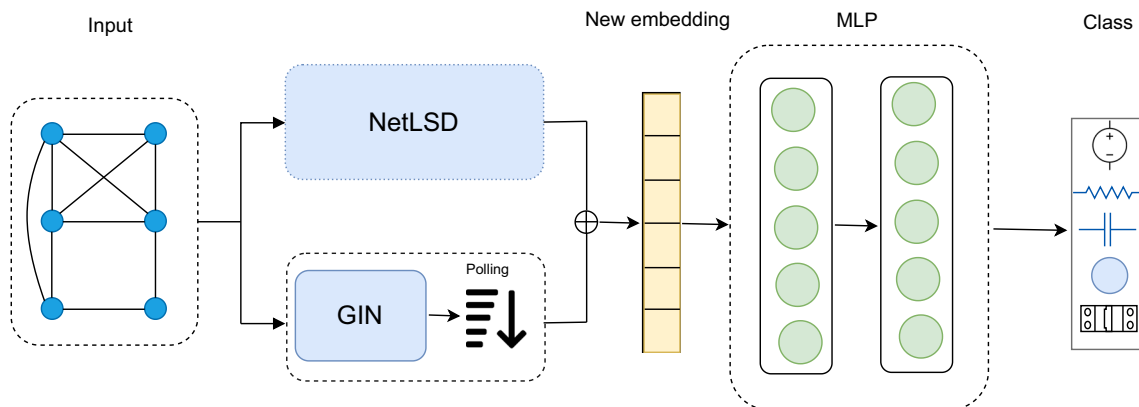 Input
New embedding
MLP
Class
NetLSD
GIN
Polling